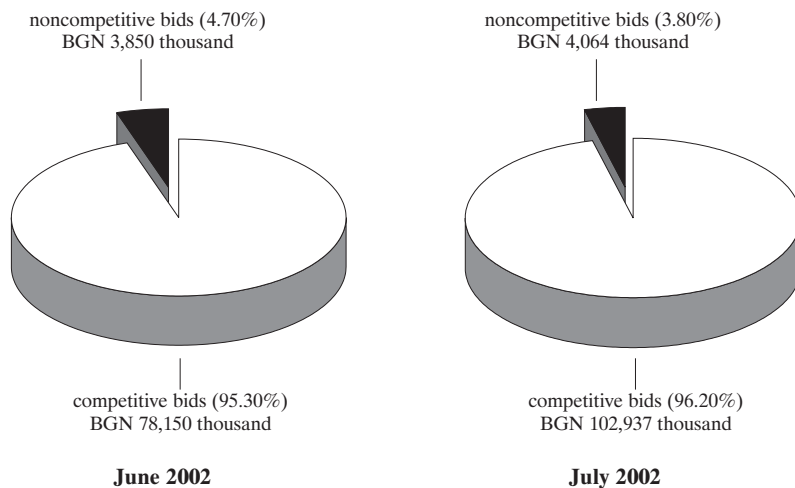 noncompetitive bids (4.70%)
BGN 3,850 thousand
competitive bids (95.30%)
BGN 78,150 thousand
June 2002
noncompetitive bids (3.80%)
BGN 4,064 thousand
competitive bids (96.20%)
BGN 102,937 thousand
July 2002